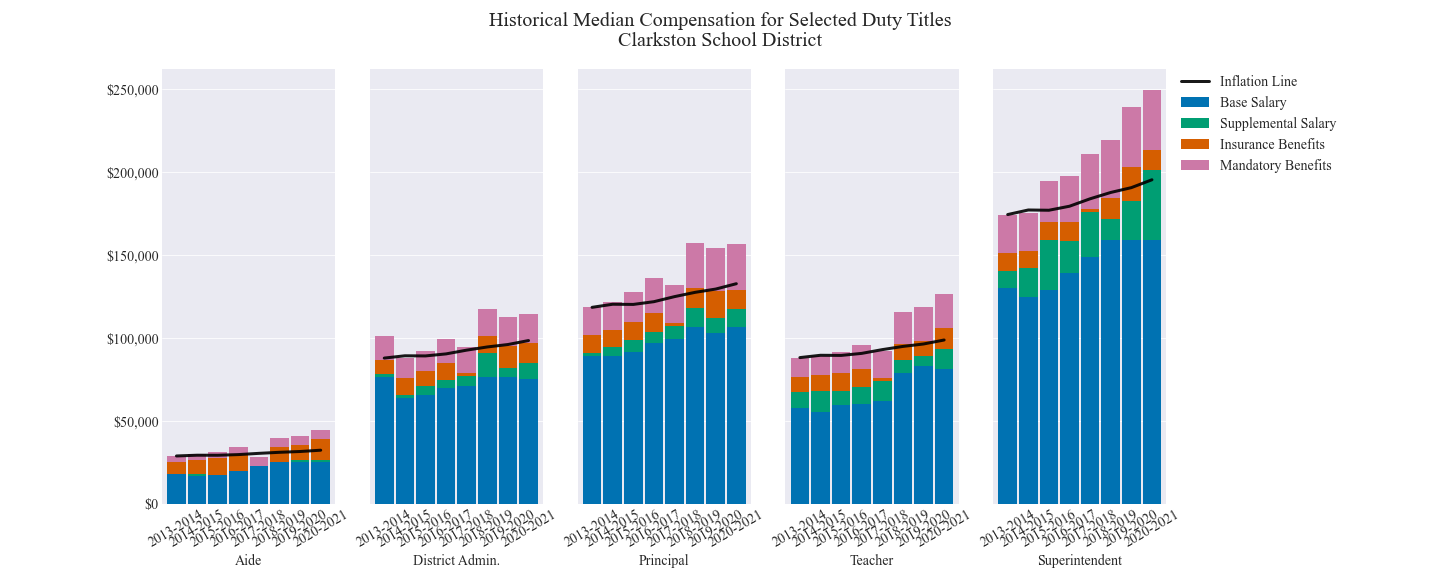 Historical Median Compensation for Selected Duty Titles
Clarkston School District
$250,000
$200,000
$150,000
$100,000
$50,000
$0
Inflation Line
Base Salary
Supplemental Salary
Insurance Benefits
Mandatory Benefits
2013-2014 2014-2015 2015-2016 2016-2017 2017-2018 2018-2019 2019-2020 2020-2021
2013-2014 2014-2015 2015-2016 2016-2017 2017-2018 2018-2019 2019-2020 2020-2021
2013-2014 2014-2015 2015-2016 2016-2017 2017-2018 2018-2019 2019-2020 2020-2021
2013-2014 2014-2015 2015-2016 2016-2017 2017-2018 2018-2019 2019-2020 2020-2021
2013-2014 2014-2015 2015-2016 2016-2017 2017-2018 2018-2019 2019-2020 2020-2021
Aide
District Admin.
Principal
Teacher
Superintendent